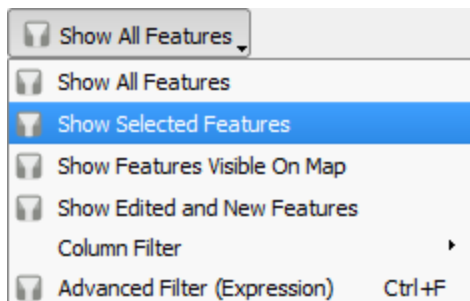 Show All Features
Show All Features
Show Selected Features
Show Features Visible On Map
Show Edited and New Features
Column Filter
Advanced Filter (Expression) Ctrl+F